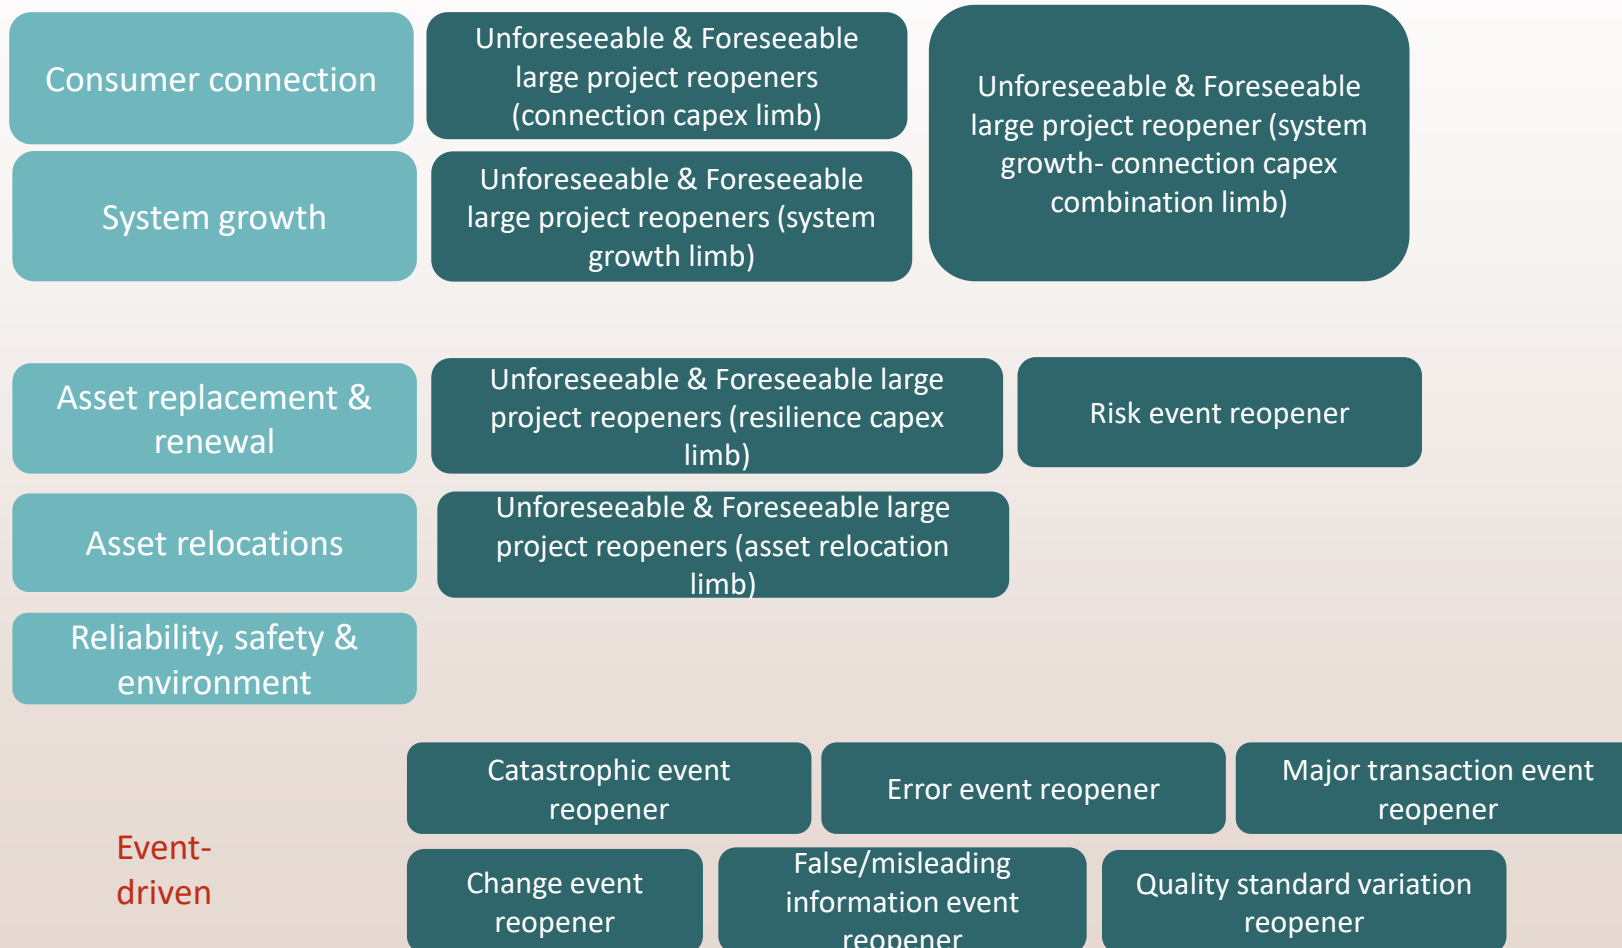 Consumer connection
Unforeseeable & Foreseeable
large project reopeners
(connection capex limb)
Unforeseeable & Foreseeable
large project reopener (system
growth- connection capex
combination limb)
System growth
Unforeseeable & Foreseeable
large project reopeners (system
growth limb)
Asset replacement &
renewal
Unforeseeable & Foreseeable large
project reopeners (resilience capex
limb)
Risk event reopener
Asset relocations
Unforeseeable & Foreseeable large
project reopeners (asset relocation
limb)
Reliability, safety &
environment
Event-
driven
Catastrophic event
reopener
Error event reopener
Major transaction event
reopener
Change event
reopener
False/misleading
information event
reopener
Quality standard variation
reopener